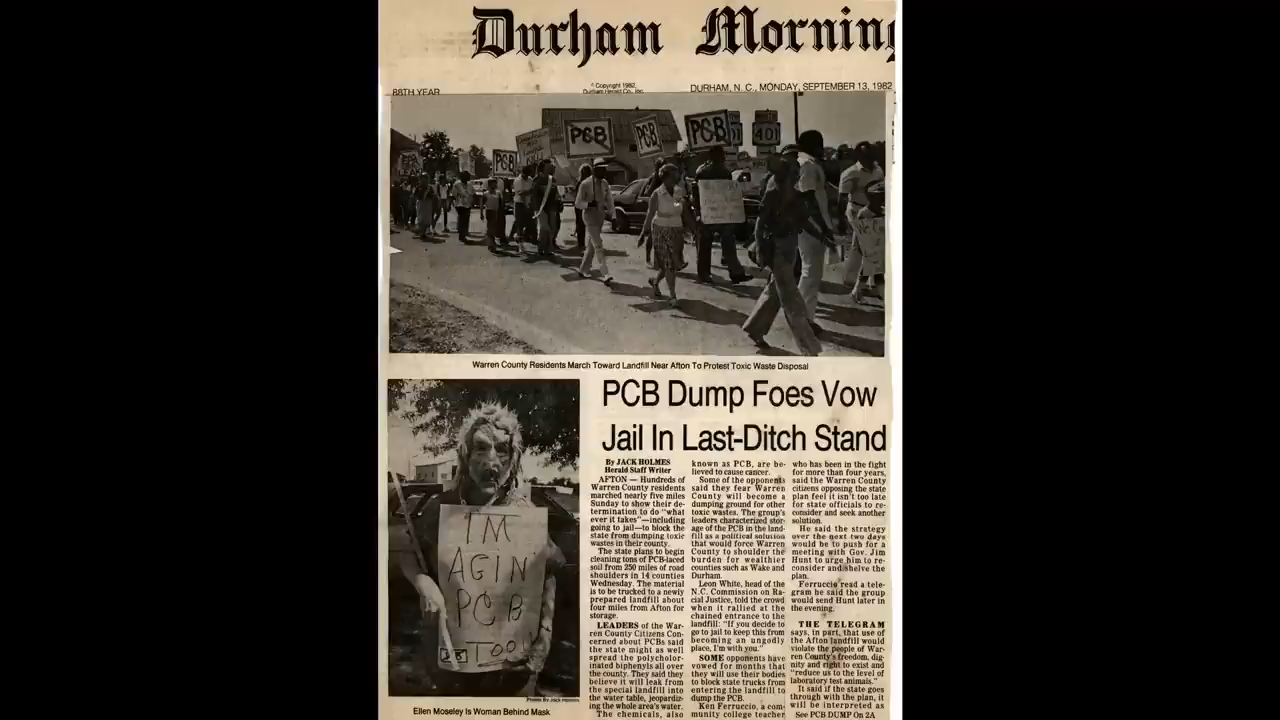 Durham Morning
88TH YEAR
© Copyright 1982,
Durham Herald Co., Inc.
DURHAM, N. C., MONDAY, SEPTEMBER 13, 1982
PCB
PCB
PCB
PCB
401
Warren County Residents March Toward Landfill Near Afton To Protest Toxic Waste Disposal
I'M
AGIN
PCB
TOO!
Photos By Jack Holmes
Ellen Moseley Is Woman Behind Mask
PCB Dump Foes Vow
Jail In Last-Ditch Stand
By JACK HOLMES
Herald Staff Writer
AFTON — Hundreds of
Warren County residents
marched nearly five miles
Sunday to show their de-
termination to do "what
ever it takes"—including
going to jail—to block the
state from dumping toxic
wastes in their county.
The state plans to begin
cleaning tons of PCB-laced
soil from 250 miles of road
shoulders in 14 counties
Wednesday. The material
is to be trucked to a newly
prepared landfill about
four miles from Afton for
storage.
LEADERS of the War-
ren County Citizens Con-
cerned about PCBs said
the state might as well
spread the polychlor-
inated biphenyls all over
the county. They said they
believe it will leak from
the special landfill into
the water table, jeopardiz-
ing the whole area's water.
The chemicals, also
known as PCB, are be-
lieved to cause cancer.
Some of the opponents
said they fear Warren
County will become a
dumping ground for other
toxic wastes. The group's
leaders characterized stor-
age of the PCB in the land-
fill as a political solution
that would force Warren
County to shoulder the
burden for wealthier
counties such as Wake and
Durham.
Leon White, head of the
N.C. Commission on Ra-
cial Justice, told the crowd
when it rallied at the
chained entrance to the
landfill: "If you decide to
go to jail to keep this from
becoming an ungodly
place, I'm with you."
SOME opponents have
vowed for months that
they will use their bodies
to block state trucks from
entering the landfill to
dump the PCB.
Ken Ferruccio, a com-
munity college teacher
who has been in the fight
for more than four years,
said the Warren County
citizens opposing the state
plan feel it isn't too late
for state officials to re-
consider and seek another
solution.
He said the strategy
over the next two days
would be to push for a
meeting with Gov. Jim
Hunt to urge him to re-
consider and shelve the
plan.
Ferruccio read a tele-
gram he said the group
would send Hunt later in
the evening.
THE TELEGRAM
says, in part, that use of
the Afton landfill would
violate the people of War-
ren County's freedom, dig-
nity and right to exist and
"reduce us to the level of
laboratory test animals."
It said if the state goes
through with the plan, it
will be interpreted as
See PCB DUMP On 2A